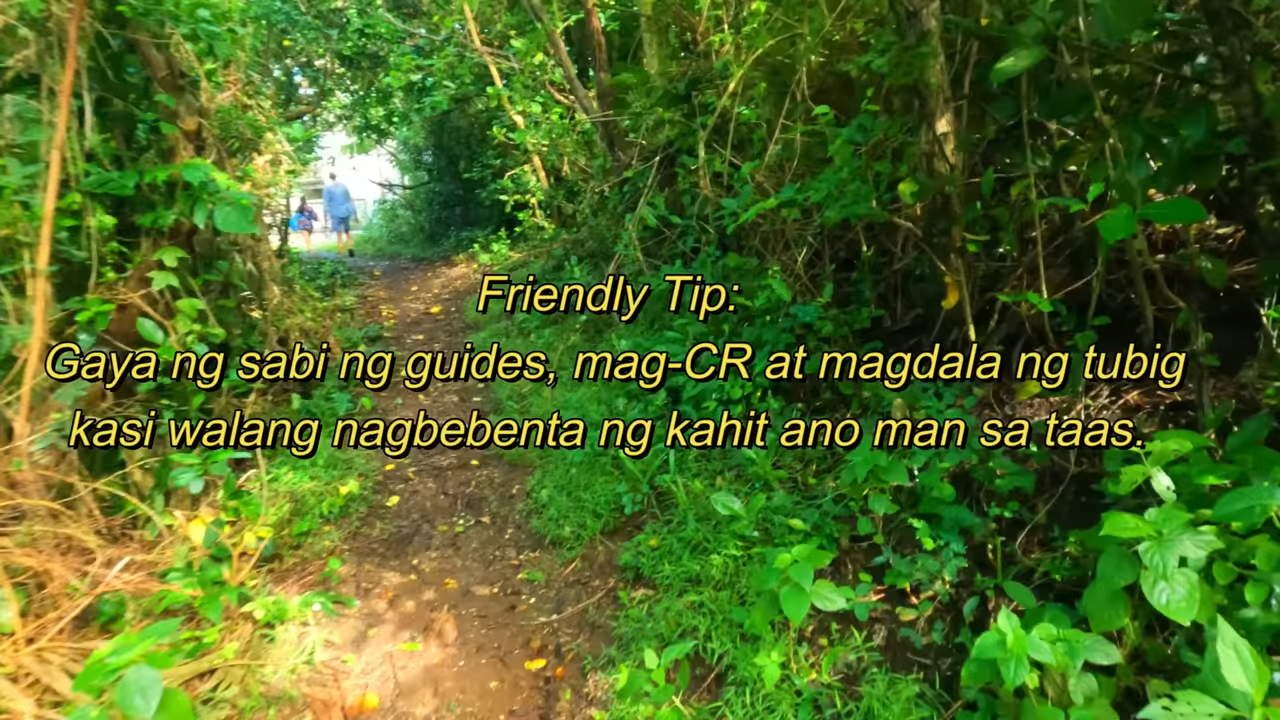 Friendly Tip:
Gaya ng sabi ng guides, mag-CR at magdala ng tubig
kasi walang nagbebenta ng kahit ano man sa taas.